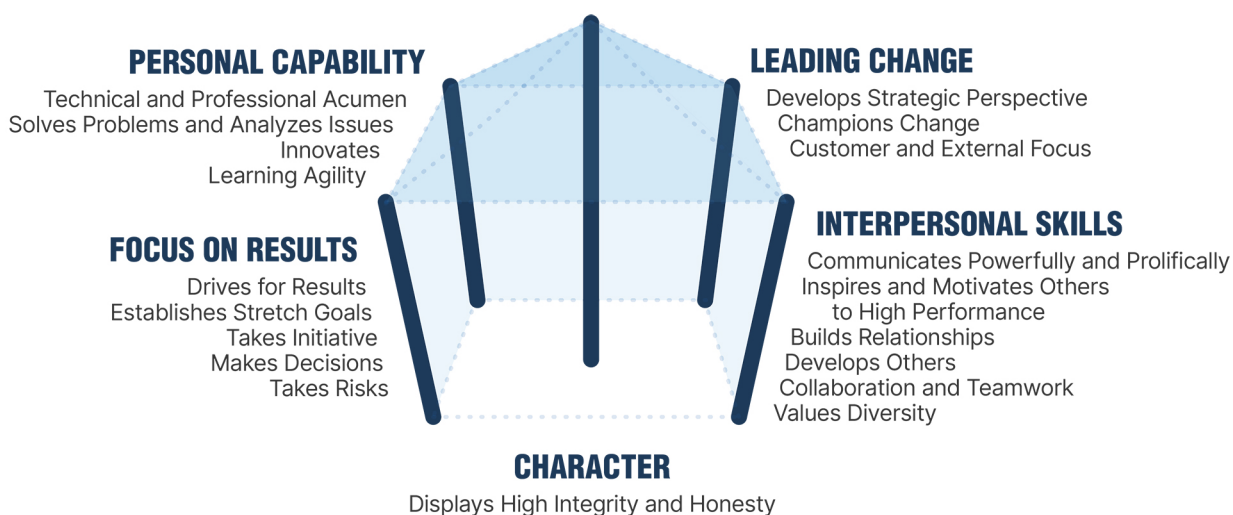 PERSONAL CAPABILITY
Technical and Professional Acumen
Solves Problems and Analyzes Issues
Innovates
Learning Agility
LEADING CHANGE
Develops Strategic Perspective
Champions Change
Customer and External Focus
FOCUS ON RESULTS
Drives for Results
Establishes Stretch Goals
Takes Initiative
Makes Decisions
Takes Risks
INTERPERSONAL SKILLS
Communicates Powerfully and Prolifically
Inspires and Motivates Others
to High Performance
Builds Relationships
Develops Others
Collaboration and Teamwork
Values Diversity
CHARACTER
Displays High Integrity and Honesty